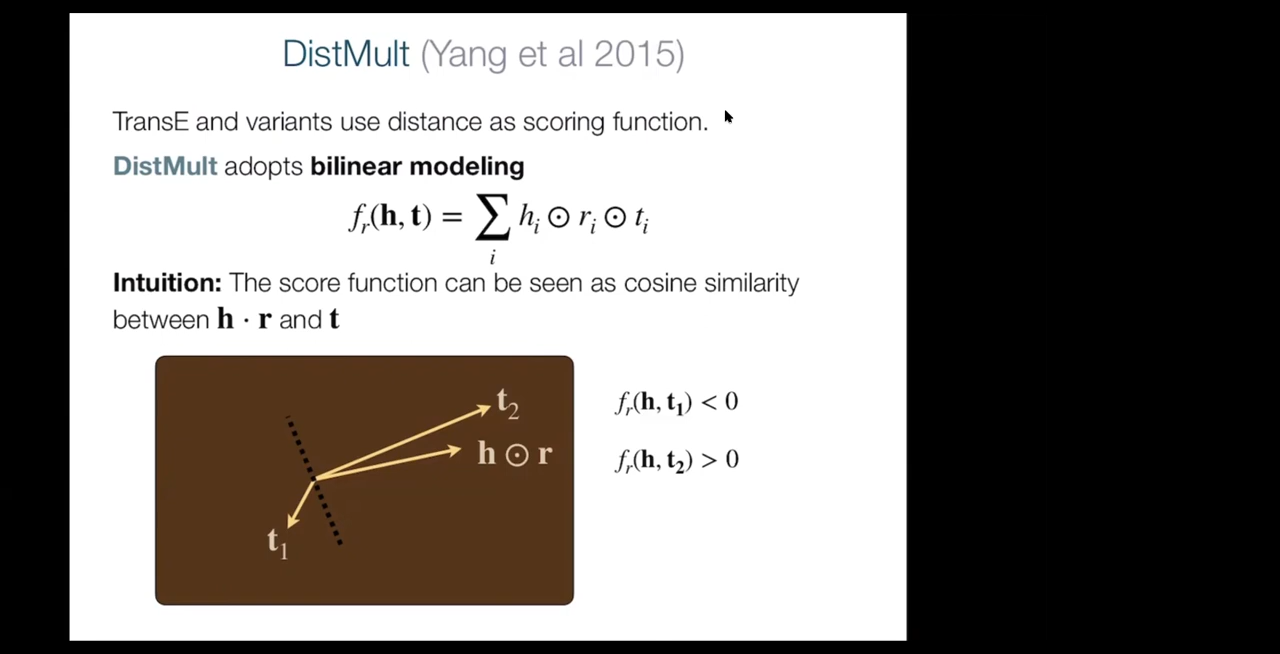 DistMult (Yang et al 2015)
TransE and variants use distance as scoring function.
DistMult adopts bilinear modeling
fᵣ(h, t) = ∑ᵢ hᵢ ⊙ rᵢ ⊙ tᵢ
Intuition: The score function can be seen as cosine similarity
between h · r and t
t₂
h ⊙ r
t₁
fᵣ(h, t₁) < 0
fᵣ(h, t₂) > 0